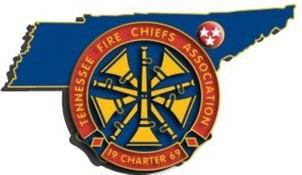 TENNESSEE FIRE CHIEFS ASSOCIATION
19 CHARTER 69